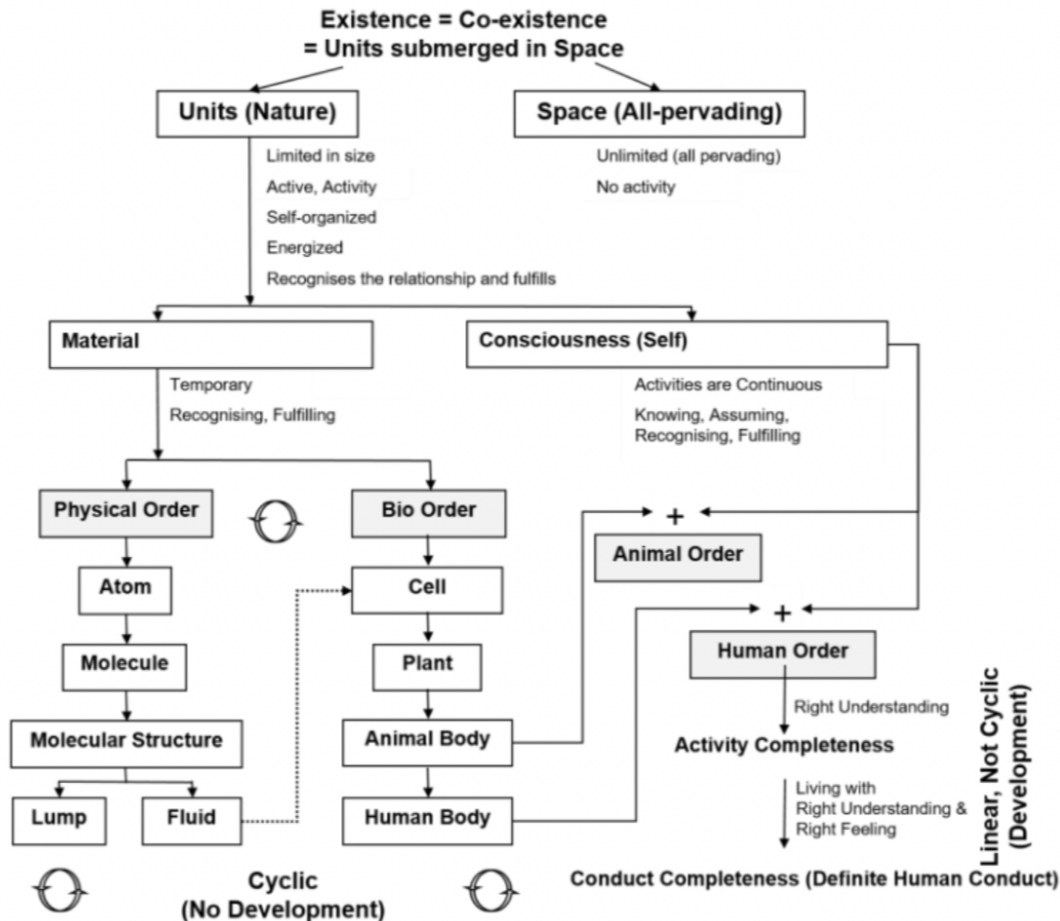 Existence = Co-existence
= Units submerged in Space
Units (Nature)
Space (All-pervading)
Limited in size
Active, Activity
Self-organized
Energized
Recognises the relationship and fulfills
Unlimited (all pervading)
No activity
Material
Consciousness (Self)
Temporary
Recognising, Fulfilling
Activities are Continuous
Knowing, Assuming,
Recognising, Fulfilling
Physical Order
Bio Order
+
Animal Order
Atom
Cell
+
Human Order
Molecule
Plant
Right Understanding
Molecular Structure
Animal Body
Activity Completeness
Lump
Fluid
Human Body
Living with
Right Understanding &
Right Feeling
Linear, Not Cyclic
(Development)
Cyclic
(No Development)
Conduct Completeness (Definite Human Conduct)